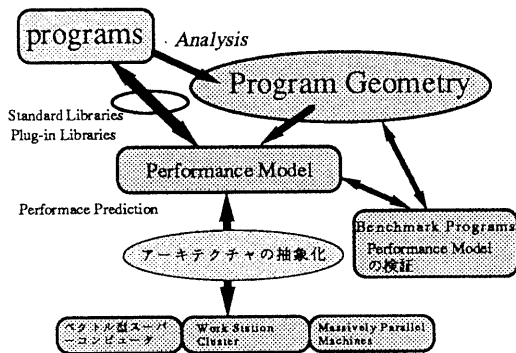 programs
Analysis
Program Geometry
Standard Libraries
Plug-in Libraries
Performance Model
Performace Prediction
Benchmark Programs
Performance Model
の検証
アーキテクチャの抽象化
ベクトル型スーパ
ーコンピュータ
Work Station
Cluster
Massively Parallel
Machines